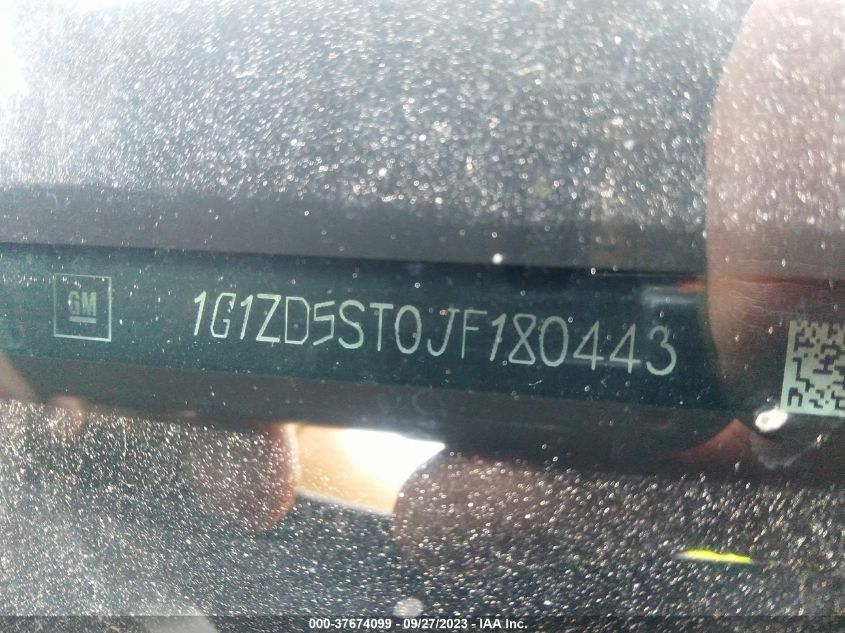 GM
1G1ZD5ST0JF180443
000-37674099 - 09/27/2023 - IAA Inc.